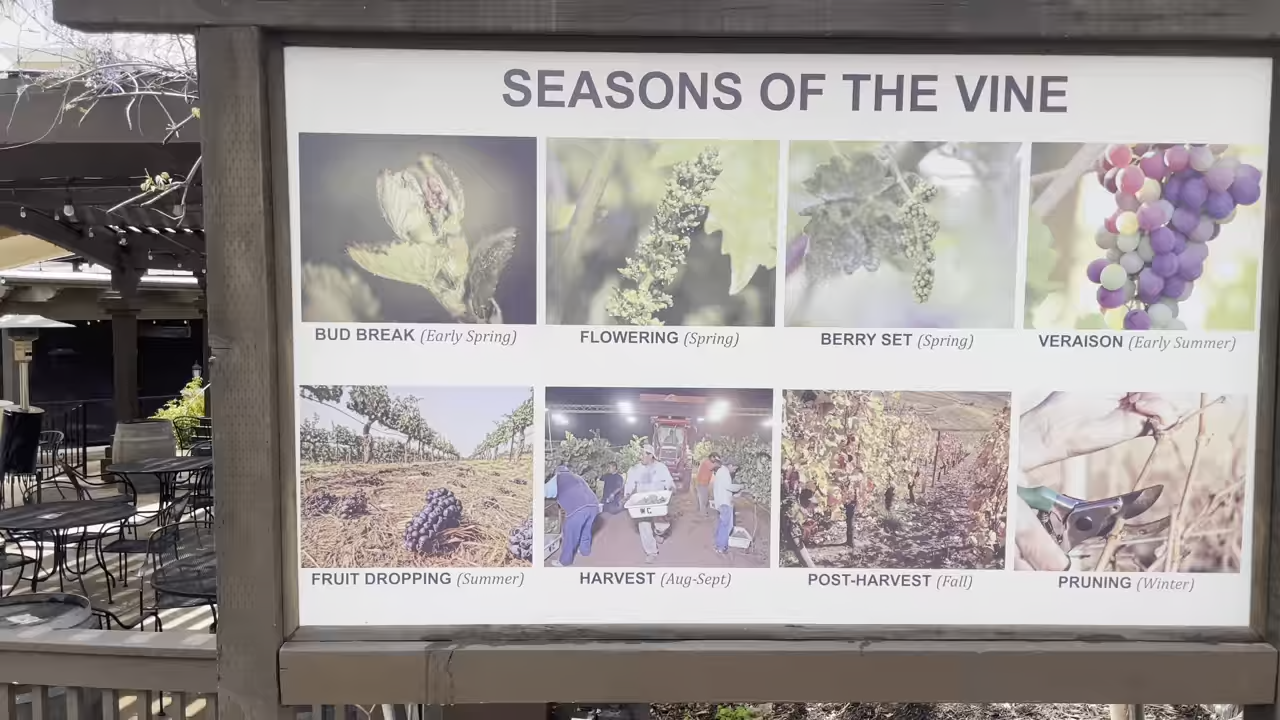 SEASONS OF THE VINE
BUD BREAK (Early Spring)
FLOWERING (Spring)
BERRY SET (Spring)
VERAISON (Early Summer)
FRUIT DROPPING (Summer)
WC
HARVEST (Aug-Sept)
POST-HARVEST (Fall)
PRUNING (Winter)